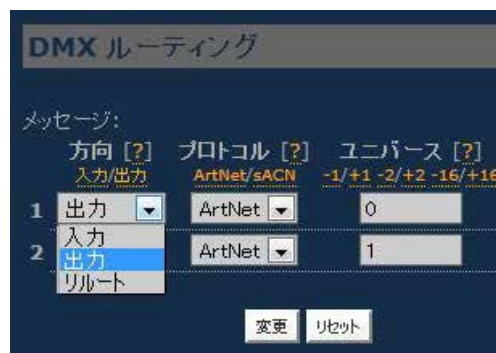 DMX ルーティング
メッセージ:
方向 [?] プロトコル [?] ユニバース [?]
入力/出力 ArtNet/sACN -1/+1 -2/+2 -16/+16
1 出力 ArtNet 0
入力
2 出力 ArtNet 1
リルート
変更 リセット